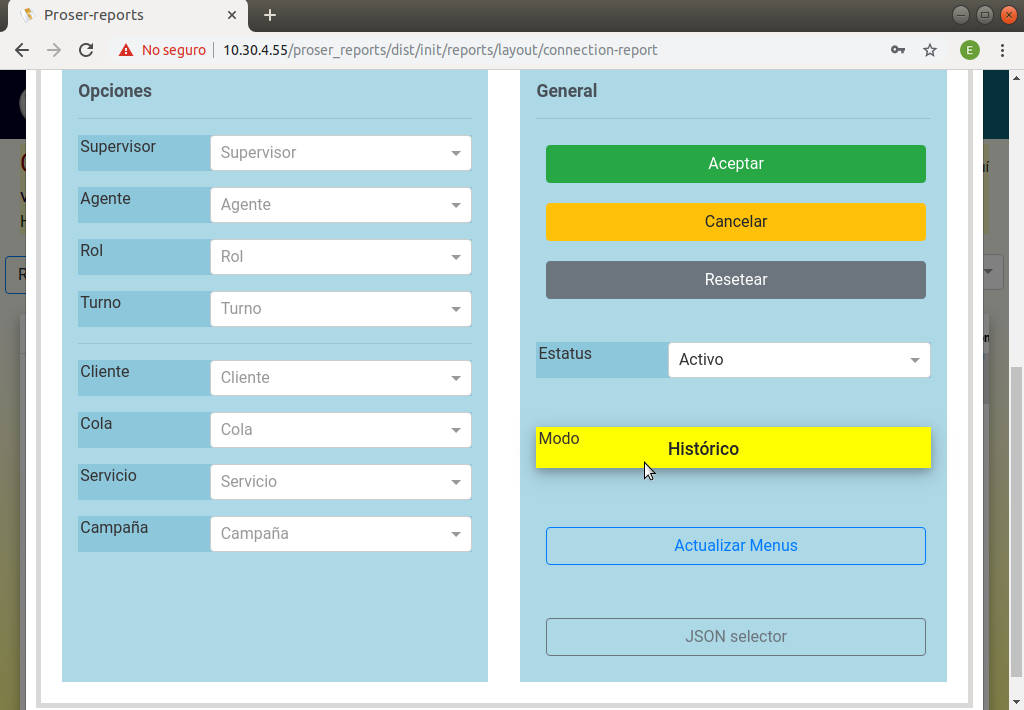 Proser-reports
No seguro
10.30.4.55/proser_reports/dist/init/reports/layout/connection-report
E
Opciones
Supervisor
Supervisor
Agente
Agente
Rol
Rol
Turno
Turno
Cliente
Cliente
Cola
Cola
Servicio
Servicio
Campaña
Campaña
General
Aceptar
Cancelar
Resetear
Estatus
Activo
Modo
Histórico
Actualizar Menus
JSON selector